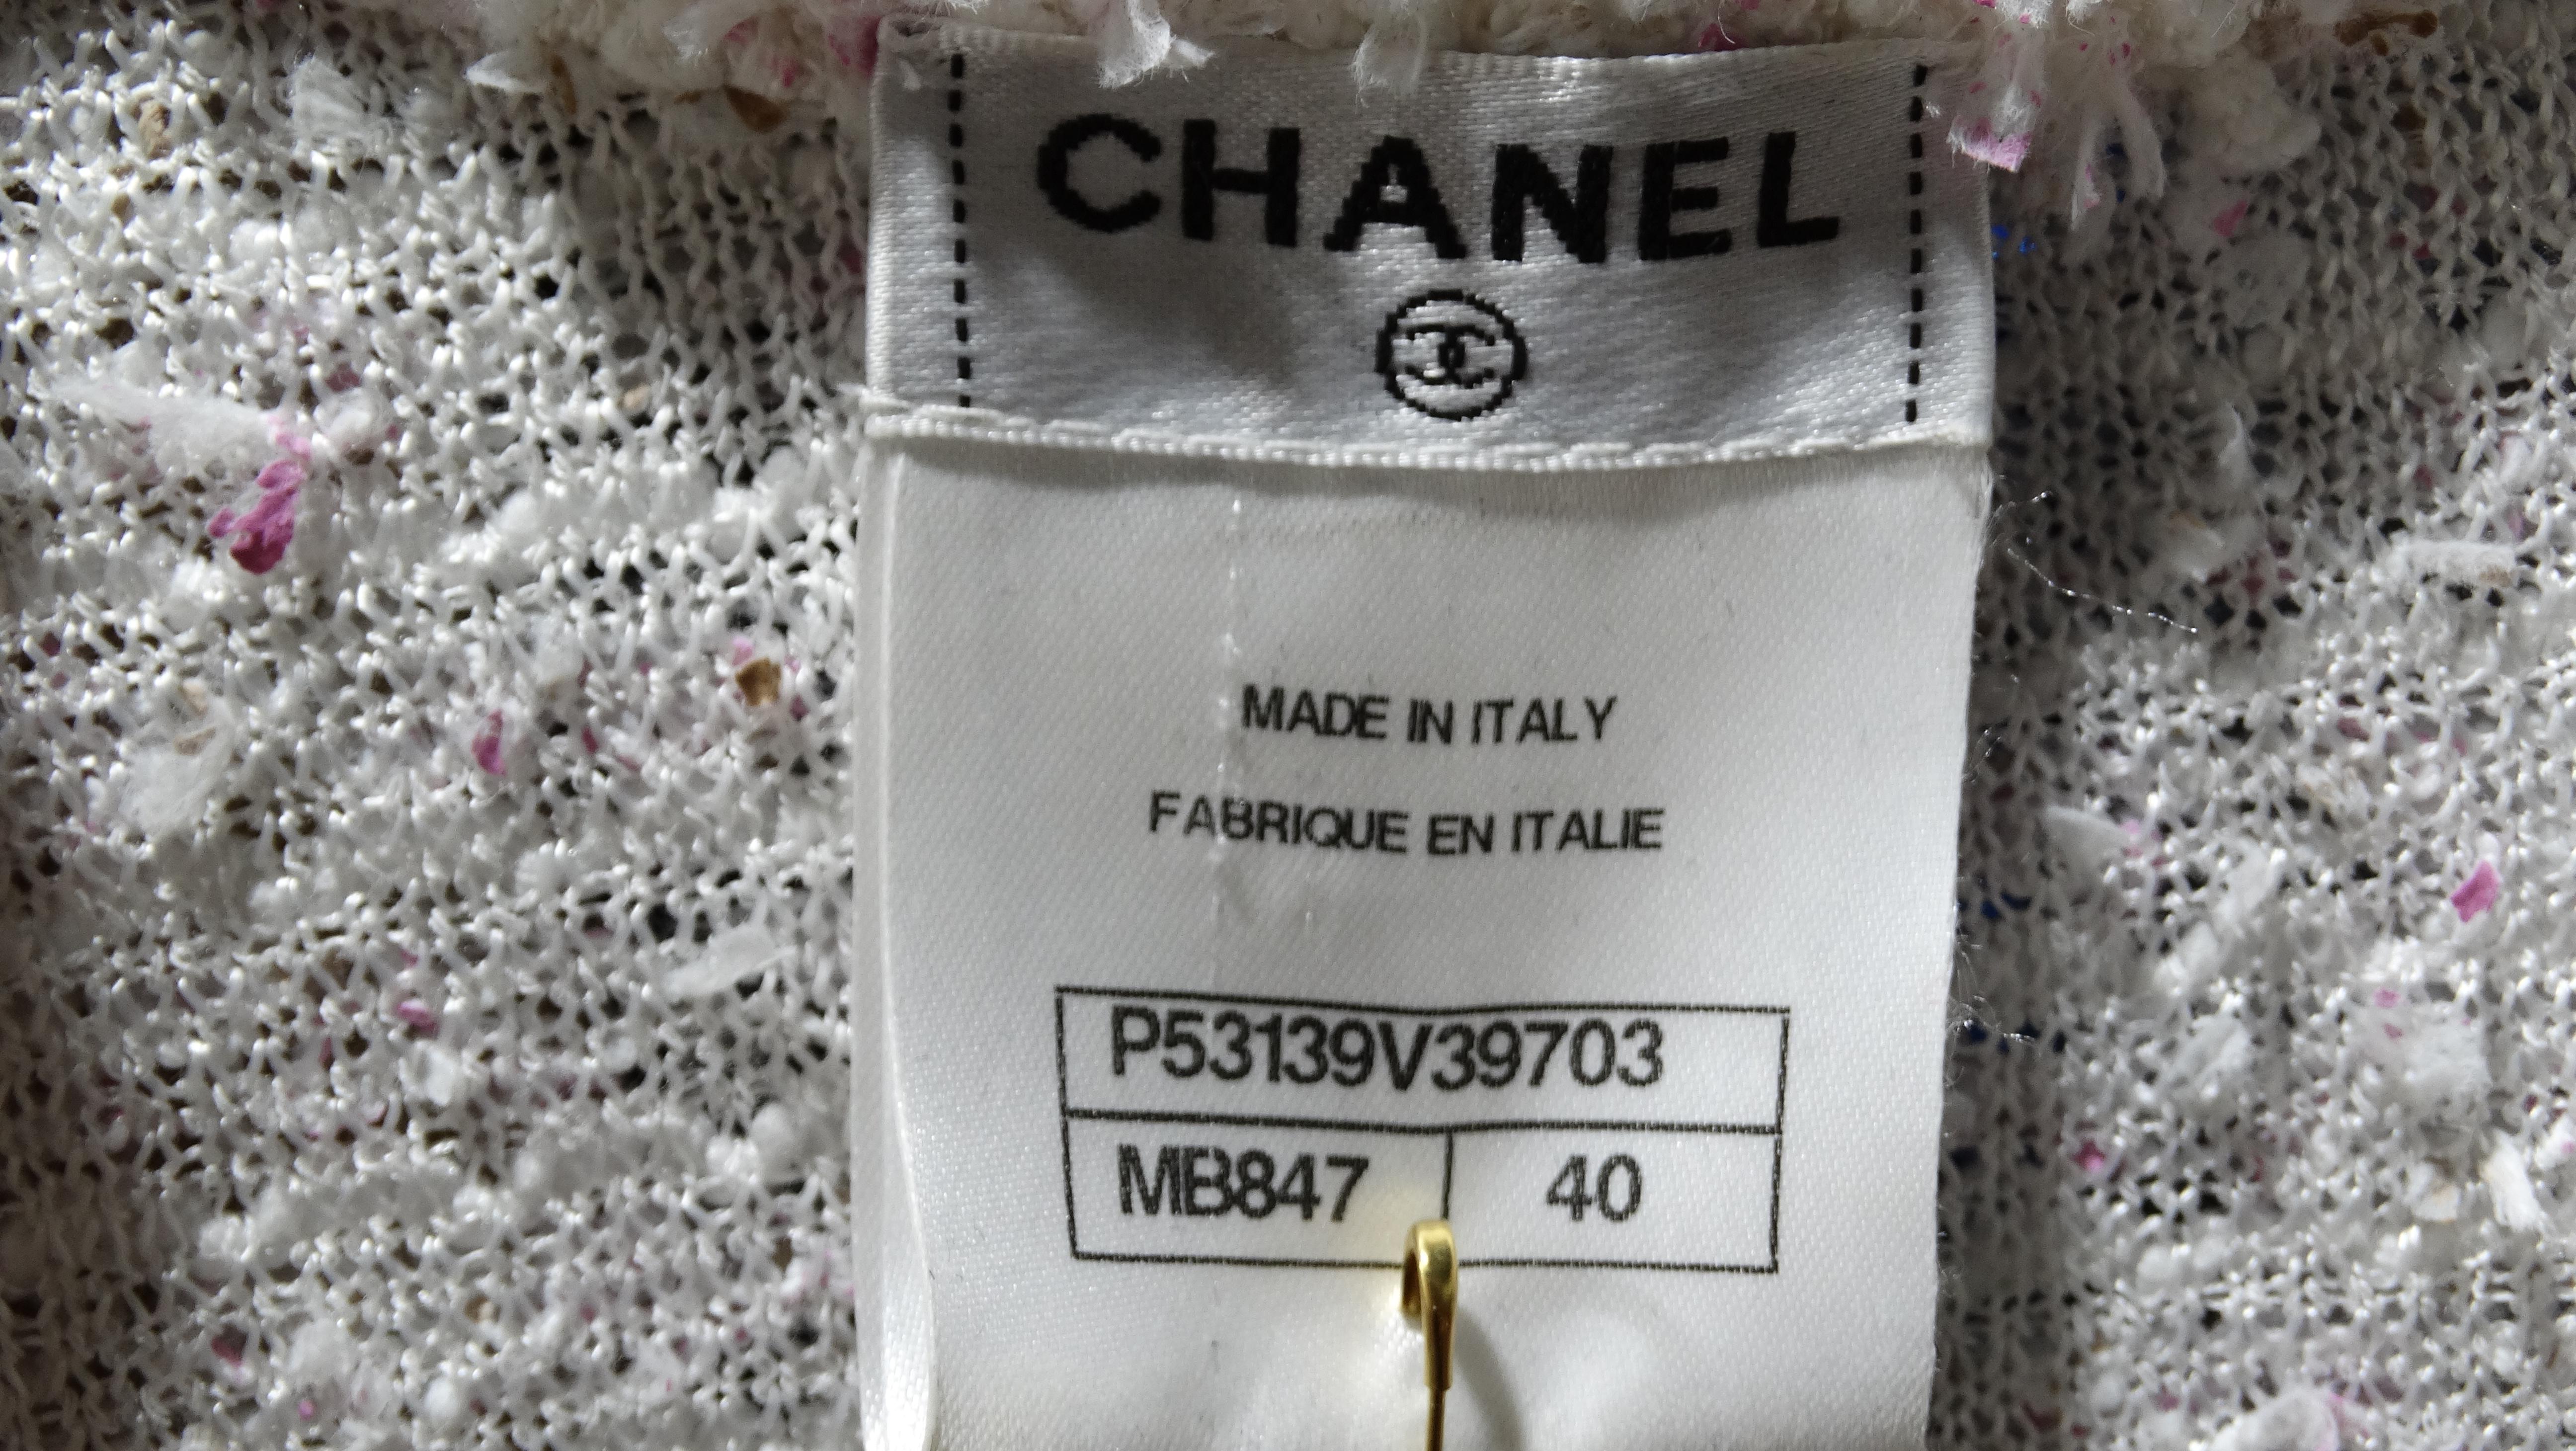 CHANEL
MADE IN ITALY
FABRIQUE EN ITALIE
P53139V39703
MB847 40